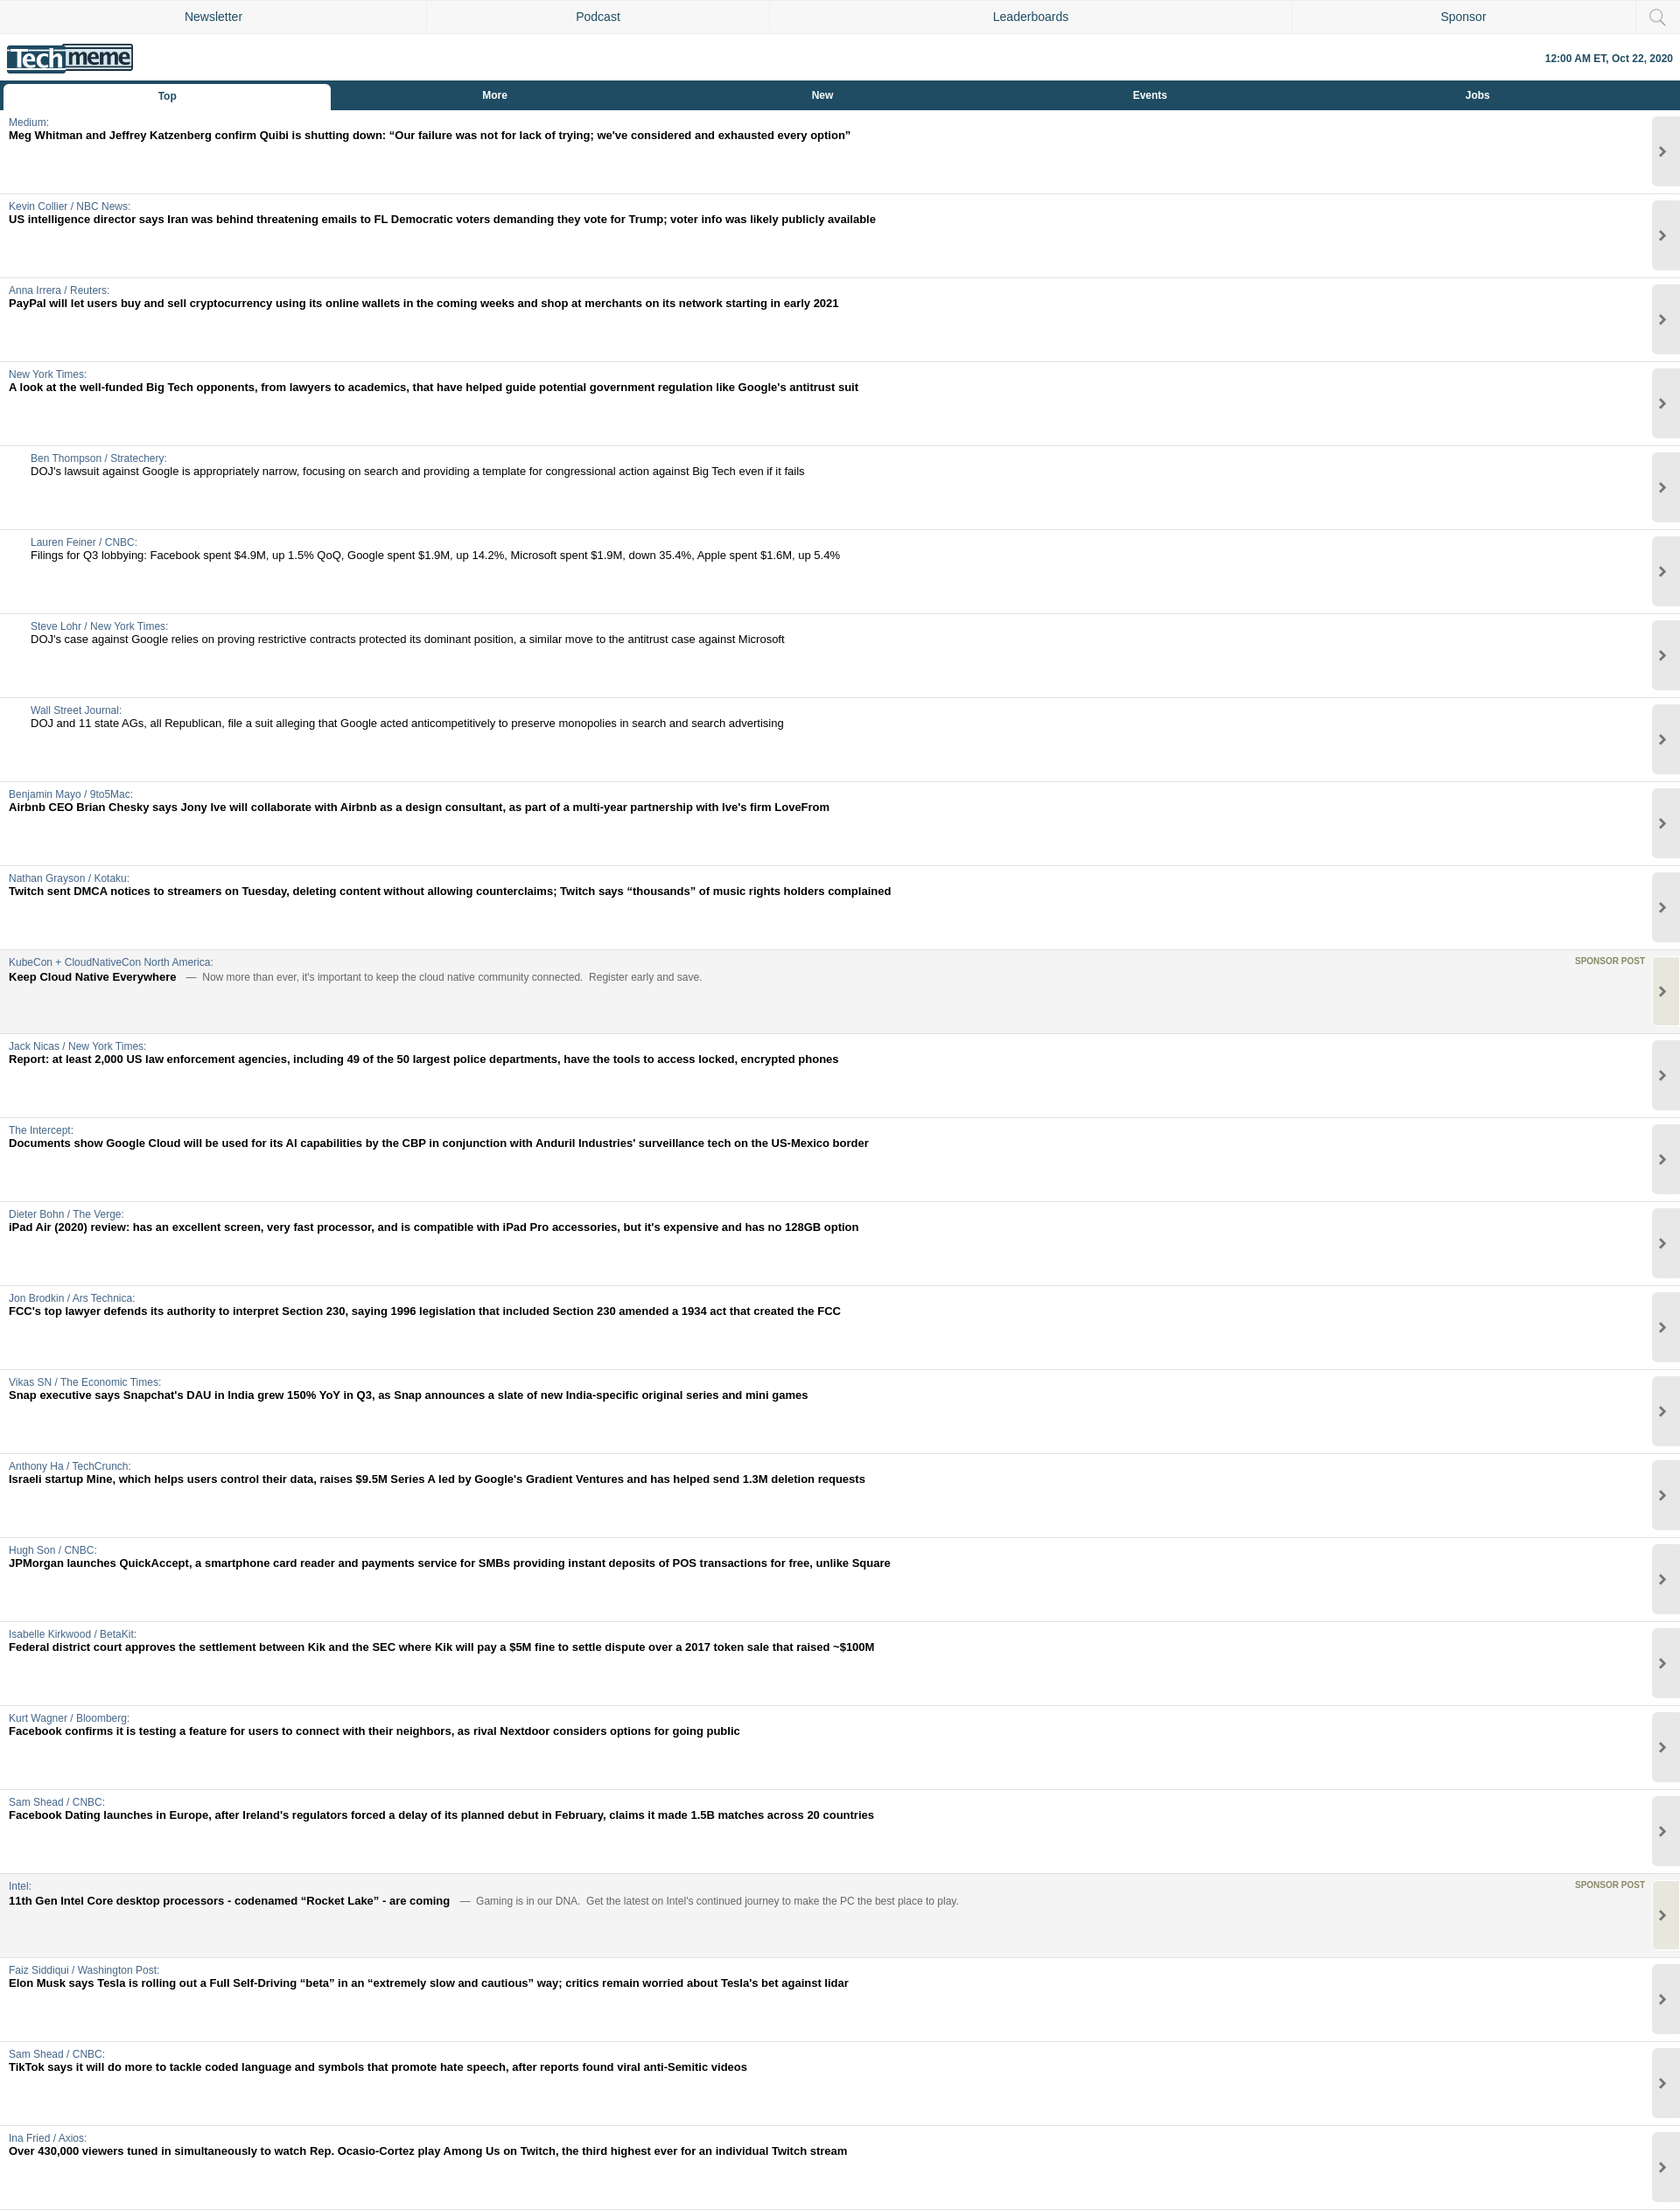 Newsletter
Podcast
Leaderboards
Sponsor
Techmeme
12:00 AM ET, Oct 22, 2020
Top
More
New
Events
Jobs
Medium:
Meg Whitman and Jeffrey Katzenberg confirm Quibi is shutting down: “Our failure was not for lack of trying; we've considered and exhausted every option”
Kevin Collier / NBC News:
US intelligence director says Iran was behind threatening emails to FL Democratic voters demanding they vote for Trump; voter info was likely publicly available
Anna Irrera / Reuters:
PayPal will let users buy and sell cryptocurrency using its online wallets in the coming weeks and shop at merchants on its network starting in early 2021
New York Times:
A look at the well-funded Big Tech opponents, from lawyers to academics, that have helped guide potential government regulation like Google's antitrust suit
Ben Thompson / Stratechery:
DOJ's lawsuit against Google is appropriately narrow, focusing on search and providing a template for congressional action against Big Tech even if it fails
Lauren Feiner / CNBC:
Filings for Q3 lobbying: Facebook spent $4.9M, up 1.5% QoQ, Google spent $1.9M, up 14.2%, Microsoft spent $1.9M, down 35.4%, Apple spent $1.6M, up 5.4%
Steve Lohr / New York Times:
DOJ's case against Google relies on proving restrictive contracts protected its dominant position, a similar move to the antitrust case against Microsoft
Wall Street Journal:
DOJ and 11 state AGs, all Republican, file a suit alleging that Google acted anticompetitively to preserve monopolies in search and search advertising
Benjamin Mayo / 9to5Mac:
Airbnb CEO Brian Chesky says Jony Ive will collaborate with Airbnb as a design consultant, as part of a multi-year partnership with Ive's firm LoveFrom
Nathan Grayson / Kotaku:
Twitch sent DMCA notices to streamers on Tuesday, deleting content without allowing counterclaims; Twitch says “thousands” of music rights holders complained
KubeCon + CloudNativeCon North America:
SPONSOR POST
Keep Cloud Native Everywhere — Now more than ever, it's important to keep the cloud native community connected. Register early and save.
Jack Nicas / New York Times:
Report: at least 2,000 US law enforcement agencies, including 49 of the 50 largest police departments, have the tools to access locked, encrypted phones
The Intercept:
Documents show Google Cloud will be used for its AI capabilities by the CBP in conjunction with Anduril Industries' surveillance tech on the US-Mexico border
Dieter Bohn / The Verge:
iPad Air (2020) review: has an excellent screen, very fast processor, and is compatible with iPad Pro accessories, but it's expensive and has no 128GB option
Jon Brodkin / Ars Technica:
FCC's top lawyer defends its authority to interpret Section 230, saying 1996 legislation that included Section 230 amended a 1934 act that created the FCC
Vikas SN / The Economic Times:
Snap executive says Snapchat's DAU in India grew 150% YoY in Q3, as Snap announces a slate of new India-specific original series and mini games
Anthony Ha / TechCrunch:
Israeli startup Mine, which helps users control their data, raises $9.5M Series A led by Google's Gradient Ventures and has helped send 1.3M deletion requests
Hugh Son / CNBC:
JPMorgan launches QuickAccept, a smartphone card reader and payments service for SMBs providing instant deposits of POS transactions for free, unlike Square
Isabelle Kirkwood / BetaKit:
Federal district court approves the settlement between Kik and the SEC where Kik will pay a $5M fine to settle dispute over a 2017 token sale that raised ~$100M
Kurt Wagner / Bloomberg:
Facebook confirms it is testing a feature for users to connect with their neighbors, as rival Nextdoor considers options for going public
Sam Shead / CNBC:
Facebook Dating launches in Europe, after Ireland's regulators forced a delay of its planned debut in February, claims it made 1.5B matches across 20 countries
Intel:
SPONSOR POST
11th Gen Intel Core desktop processors - codenamed “Rocket Lake” - are coming — Gaming is in our DNA. Get the latest on Intel's continued journey to make the PC the best place to play.
Faiz Siddiqui / Washington Post:
Elon Musk says Tesla is rolling out a Full Self-Driving “beta” in an “extremely slow and cautious” way; critics remain worried about Tesla's bet against lidar
Sam Shead / CNBC:
TikTok says it will do more to tackle coded language and symbols that promote hate speech, after reports found viral anti-Semitic videos
Ina Fried / Axios:
Over 430,000 viewers tuned in simultaneously to watch Rep. Ocasio-Cortez play Among Us on Twitch, the third highest ever for an individual Twitch stream